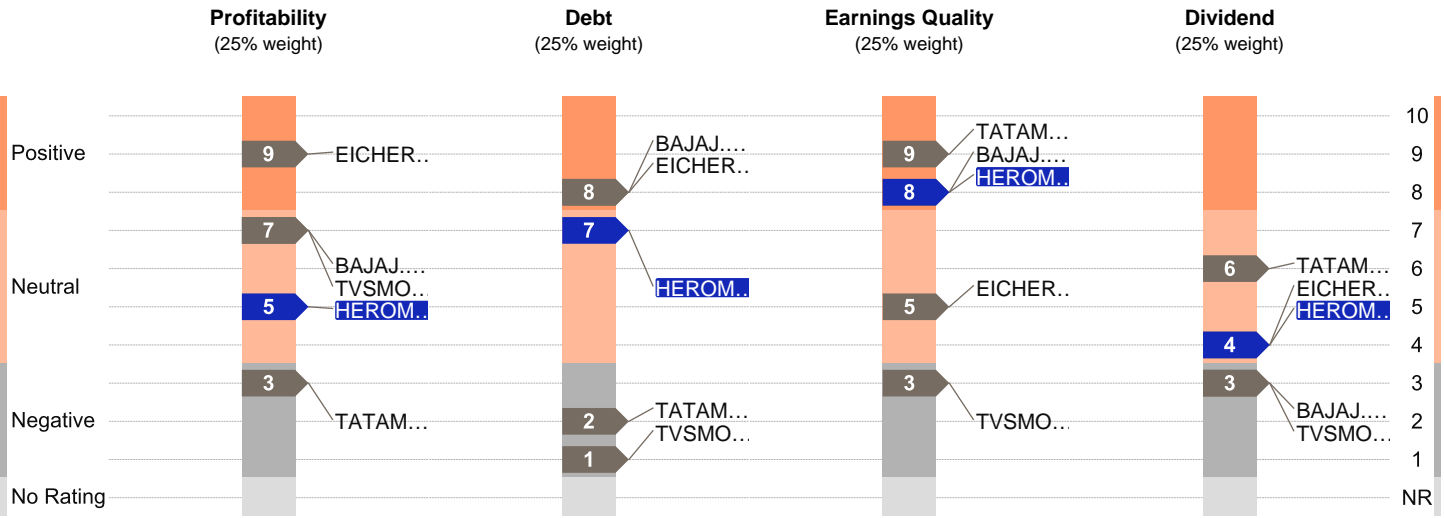 Profitability
(25% weight)
Debt
(25% weight)
Earnings Quality
(25% weight)
Dividend
(25% weight)
Positive
Neutral
Negative
No Rating
9
EICHER..
7
BAJAJ....
TVSMO..
5
HEROM..
3
TATAM...
8
BAJAJ....
EICHER..
7
HEROM..
2
TATAM...
1
TVSMO..
9
TATAM...
8
BAJAJ....
HEROM..
5
EICHER..
3
TVSMO..
6
TATAM...
4
EICHER..
HEROM..
3
BAJAJ....
TVSMO..
10
9
8
7
6
5
4
3
2
1
NR